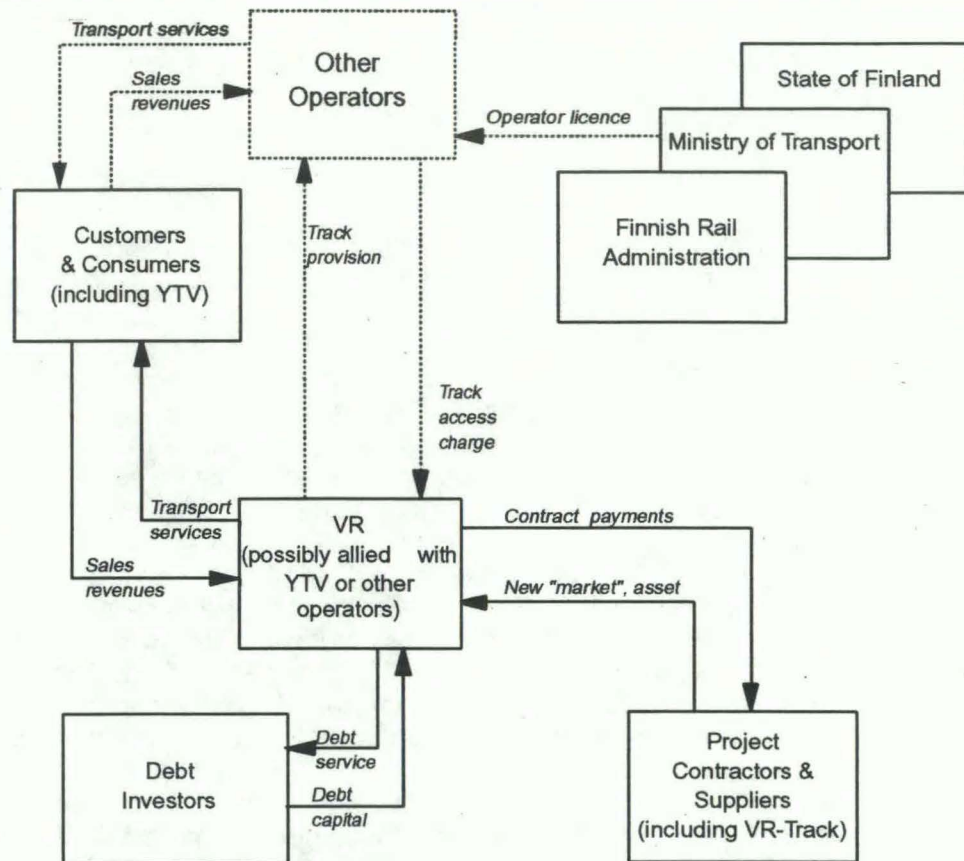 Transport services
Sales
revenues
Other
Operators
Operator licence
State of Finland
Ministry of Transport
Finnish Rail
Administration
Customers
& Consumers
(including YTV)
Track
provision
Track
access
charge
Transport
services
Sales
revenues
VR
(possibly allied with
YTV or other
operators)
Contract payments
New "market", asset
Debt
service
Debt
capital
Debt
Investors
Project
Contractors &
Suppliers
(including VR-Track)